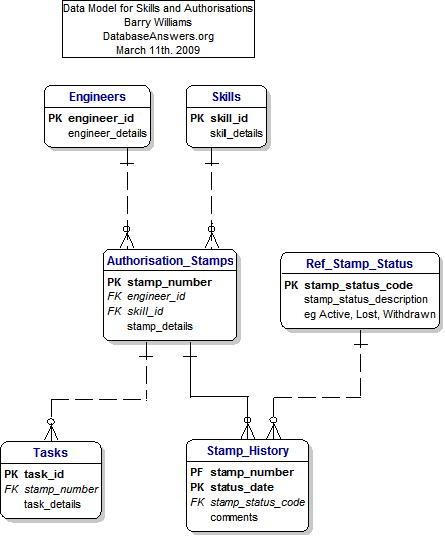 Data Model for Skills and Authorisations
Barry Williams
DatabaseAnswers.org
March 11th. 2009
Engineers
PK engineer_id
engineer_details
Skills
PK skill_id
skill_details
Authorisation_Stamps
PK stamp_number
FK engineer_id
FK skill_id
stamp_details
Ref_Stamp_Status
PK stamp_status_code
stamp_status_description
eg Active, Lost, Withdrawn
Tasks
PK task_id
FK stamp_number
task_details
Stamp_History
PF stamp_number
PK status_date
FK stamp_status_code
comments